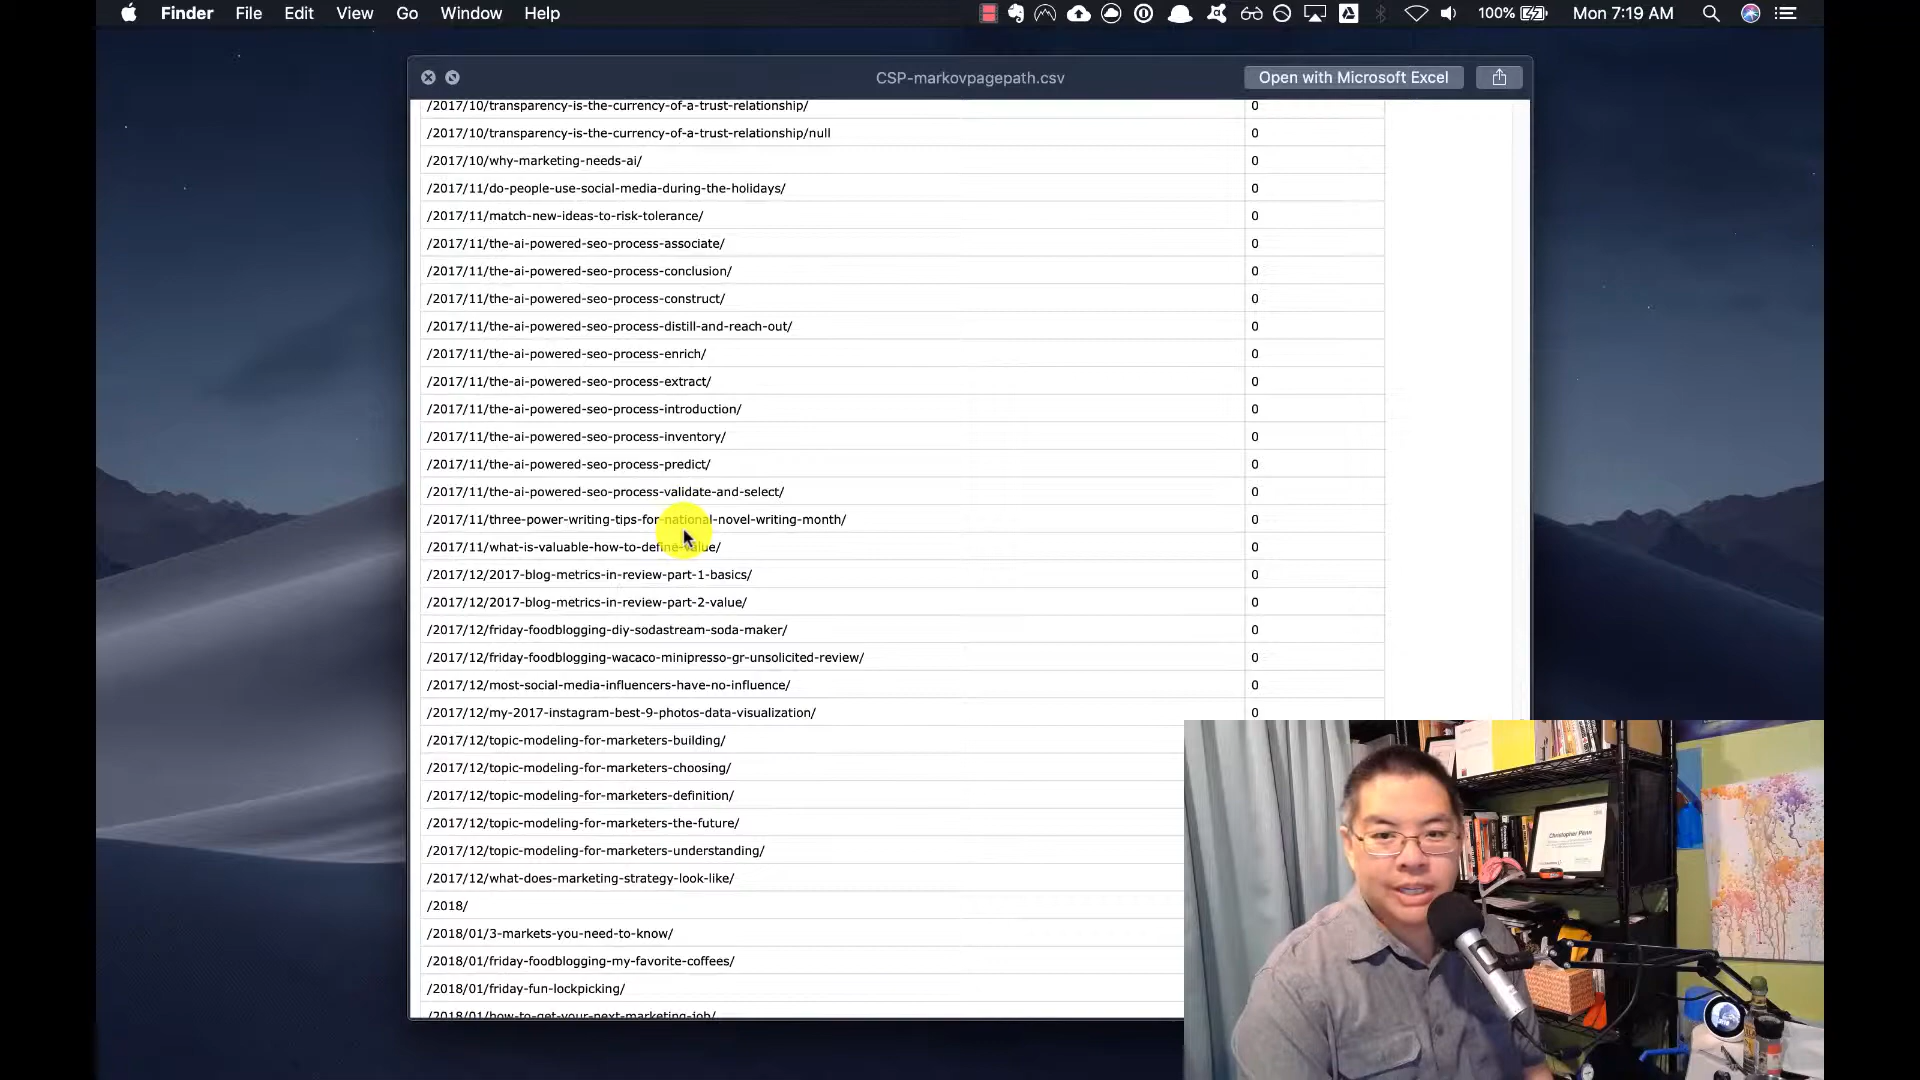 Finder File Edit View Go Window Help 100% Mon 7:19 AM
CSP-markovpagepath.csv Open with Microsoft Excel
/2017/10/transparency-is-the-currency-of-a-trust-relationship/ 0
/2017/10/transparency-is-the-currency-of-a-trust-relationship/null 0
/2017/10/why-marketing-needs-ai/ 0
/2017/11/do-people-use-social-media-during-the-holidays/ 0
/2017/11/match-new-ideas-to-risk-tolerance/ 0
/2017/11/the-ai-powered-seo-process-associate/ 0
/2017/11/the-ai-powered-seo-process-conclusion/ 0
/2017/11/the-ai-powered-seo-process-construct/ 0
/2017/11/the-ai-powered-seo-process-distill-and-reach-out/ 0
/2017/11/the-ai-powered-seo-process-enrich/ 0
/2017/11/the-ai-powered-seo-process-extract/ 0
/2017/11/the-ai-powered-seo-process-introduction/ 0
/2017/11/the-ai-powered-seo-process-inventory/ 0
/2017/11/the-ai-powered-seo-process-predict/ 0
/2017/11/the-ai-powered-seo-process-validate-and-select/ 0
/2017/11/three-power-writing-tips-for-national-novel-writing-month/ 0
/2017/11/what-is-valuable-how-to-define-value/ 0
/2017/12/2017-blog-metrics-in-review-part-1-basics/ 0
/2017/12/2017-blog-metrics-in-review-part-2-value/ 0
/2017/12/friday-foodblogging-diy-sodastream-soda-maker/ 0
/2017/12/friday-foodblogging-wacaco-minipresso-gr-unsolicited-review/ 0
/2017/12/most-social-media-influencers-have-no-influence/ 0
/2017/12/my-2017-instagram-best-9-photos-data-visualization/ 0
/2017/12/topic-modeling-for-marketers-building/
/2017/12/topic-modeling-for-marketers-choosing/
/2017/12/topic-modeling-for-marketers-definition/
/2017/12/topic-modeling-for-marketers-the-future/
/2017/12/topic-modeling-for-marketers-understanding/
/2017/12/what-does-marketing-strategy-look-like/
/2018/
/2018/01/3-markets-you-need-to-know/
/2018/01/friday-foodblogging-my-favorite-coffees/
/2018/01/friday-fun-lockpicking/
/2018/01/how-to-get-your-next-marketing-job/
Christopher Penn